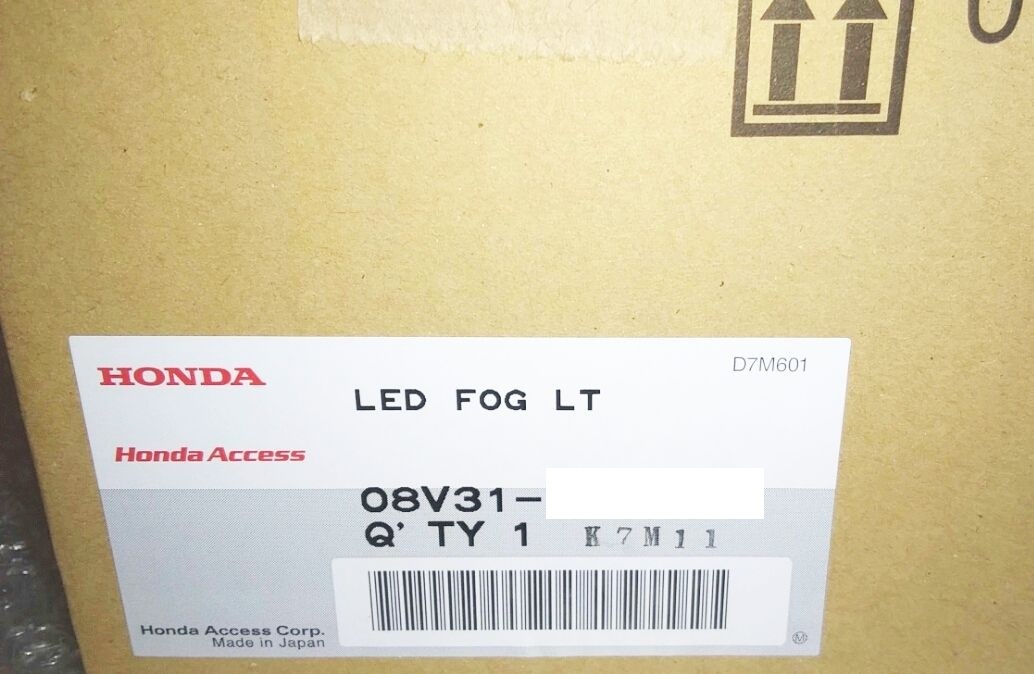 HONDA
D7M601
LED FOG LT
Honda Access
08V31-
Q'TY 1 K7M11
Honda Access Corp.
Made in Japan
M